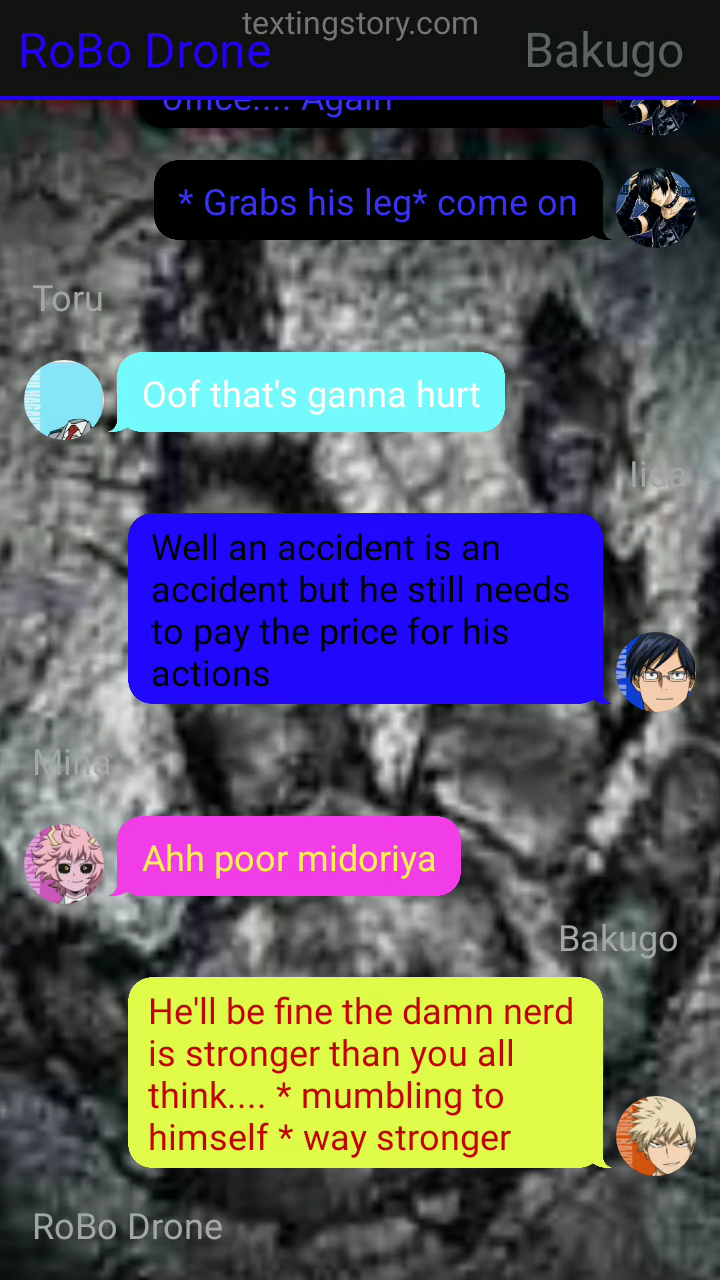 textingstory.com
RoBo Drone
Bakugo
office.... Again
* Grabs his leg* come on
Toru
Oof that's ganna hurt
Iida
Well an accident is an
accident but he still needs
to pay the price for his
actions
Mina
Ahh poor midoriya
Bakugo
He'll be fine the damn nerd
is stronger than you all
think.... * mumbling to
himself * way stronger
RoBo Drone